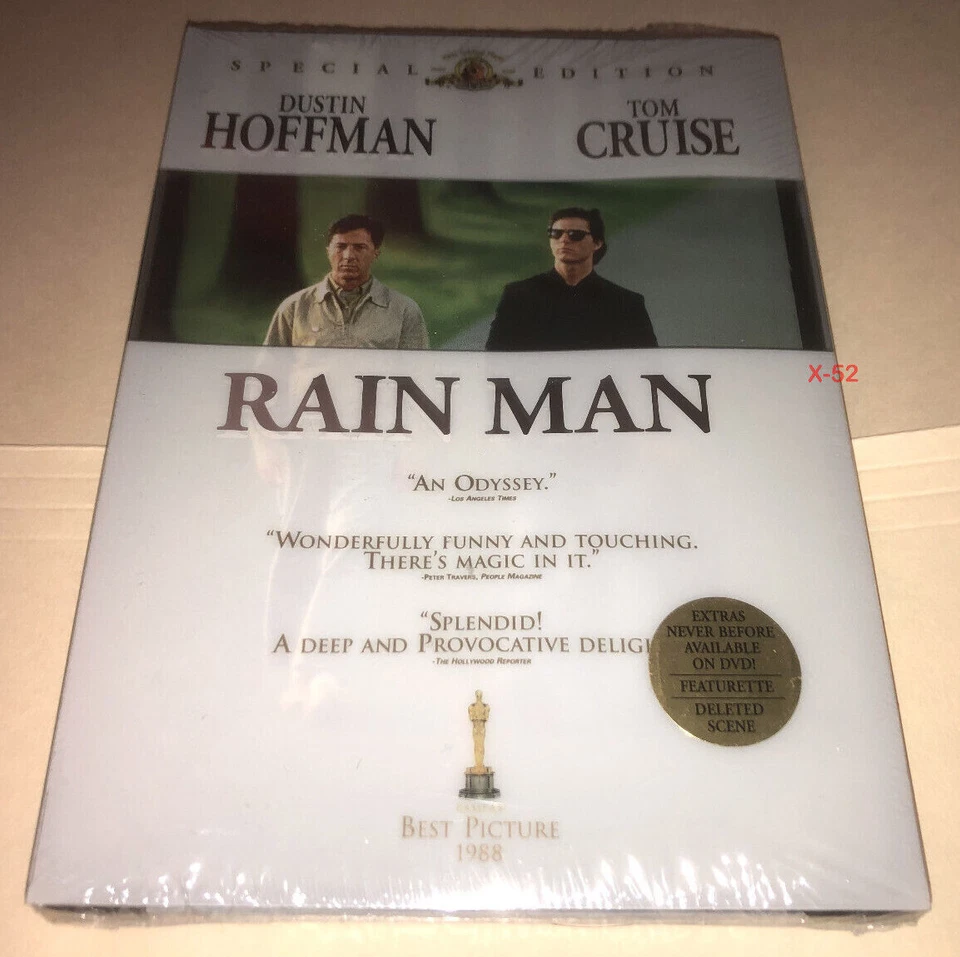 SPECIAL EDITION
DUSTIN
HOFFMAN
TOM
CRUISE
RAIN MAN
X-52
“AN ODYSSEY.”
-LOS ANGELES TIMES
“WONDERFULLY FUNNY AND TOUCHING.
THERE'S MAGIC IN IT.”
-PETER TRAVERS, PEOPLE MAGAZINE
“SPLENDID!
A DEEP AND PROVOCATIVE DELIG
-THE HOLLYWOOD REPORTER
EXTRAS
NEVER BEFORE
AVAILABLE
ON DVD!
FEATURETTE
DELETED
SCENE
BEST PICTURE
1988